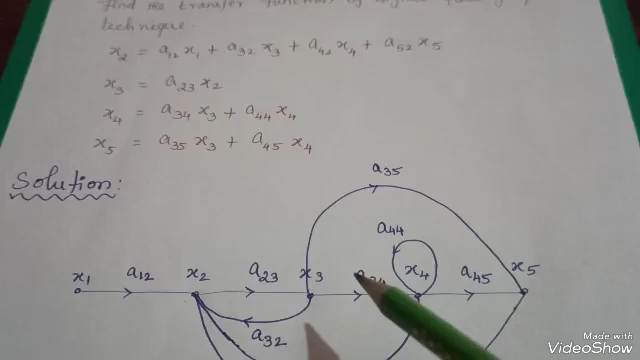 Find the transfer function by signal flow
technique.
x₂ = a₁₂ x₁ + a₃₂ x₃ + a₄₂ x₄ + a₅₂ x₅
x₃ = a₂₃ x₂
x₄ = a₃₄ x₃ + a₄₄ x₄
x₅ = a₃₅ x₃ + a₄₅ x₄
Solution:
a₃₅
a₄₄
x₁ a₁₂ x₂ a₂₃ x₃ x₄ a₄₅ x₅
a₃₂
Made with
VideoShow